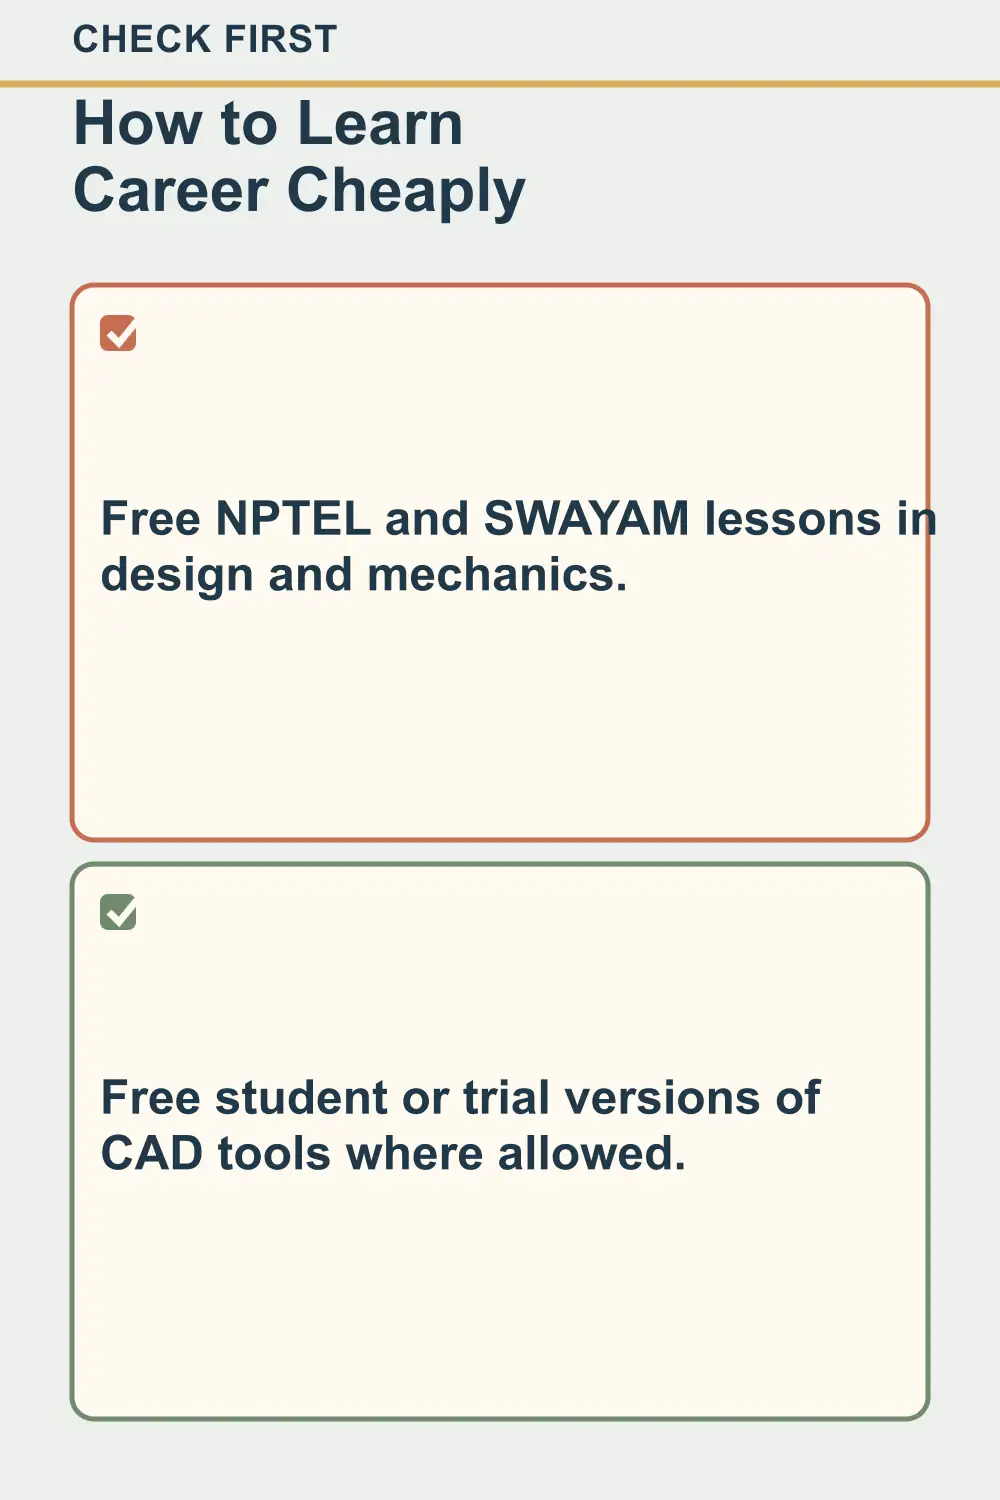 CHECK FIRST
How to Learn
Career Cheaply
Free NPTEL and SWAYAM lessons in
design and mechanics.
Free student or trial versions of
CAD tools where allowed.